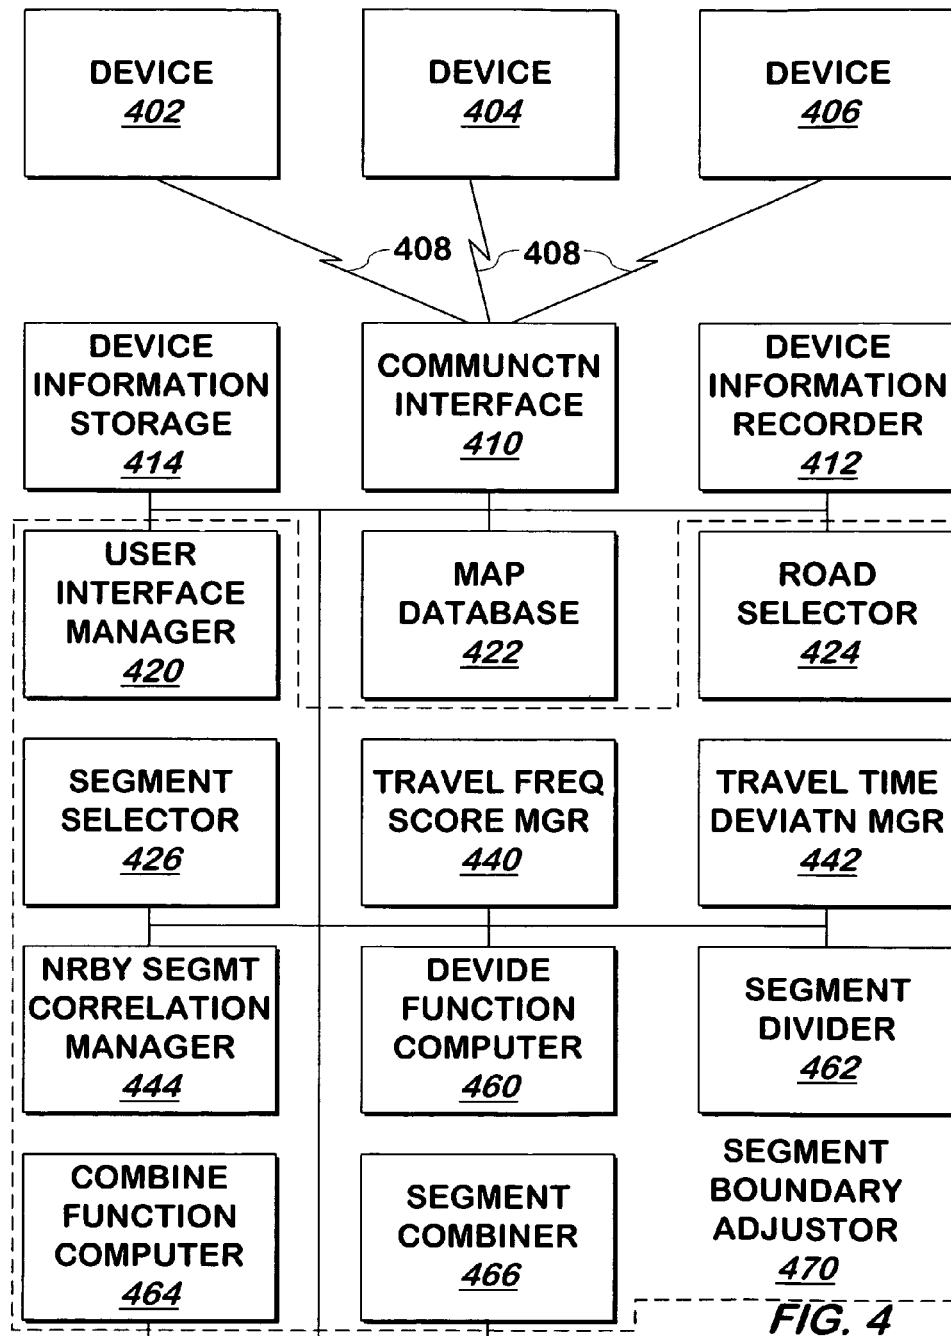 DEVICE
402
DEVICE
404
DEVICE
406
408
408
DEVICE
INFORMATION
STORAGE
414
COMMUNCTN
INTERFACE
410
DEVICE
INFORMATION
RECORDER
412
USER
INTERFACE
MANAGER
420
MAP
DATABASE
422
ROAD
SELECTOR
424
SEGMENT
SELECTOR
426
TRAVEL FREQ
SCORE MGR
440
TRAVEL TIME
DEVIATN MGR
442
NRBY SEGMT
CORRELATION
MANAGER
444
DEVIDE
FUNCTION
COMPUTER
460
SEGMENT
DIVIDER
462
COMBINE
FUNCTION
COMPUTER
464
SEGMENT
COMBINER
466
SEGMENT
BOUNDARY
ADJUSTOR
470
FIG. 4